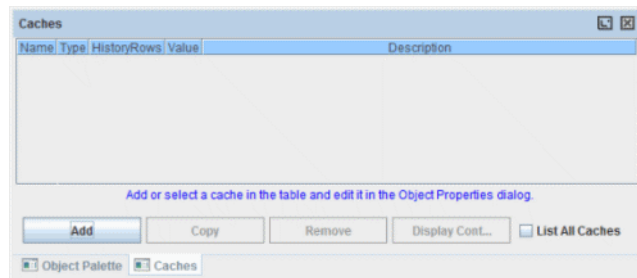 Caches
Name Type HistoryRows Value Description
Add or select a cache in the table and edit it in the Object Properties dialog.
Add Copy Remove Display Cont... List All Caches
Object Palette Caches